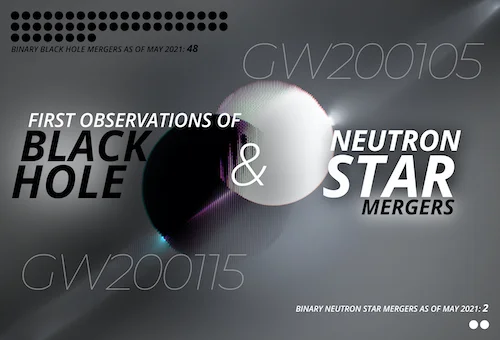 BINARY BLACK HOLE MERGERS AS OF MAY 2021: 48
GW200105
FIRST OBSERVATIONS OF
BLACK
HOLE
&
NEUTRON
STAR
MERGERS
GW200115
BINARY NEUTRON STAR MERGERS AS OF MAY 2021: 2